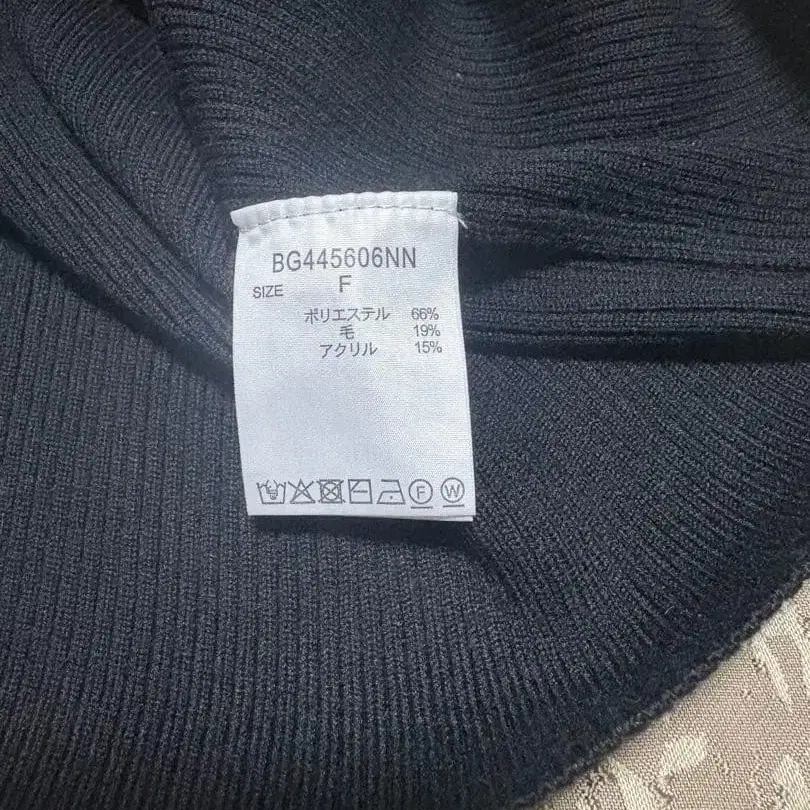 BG445606NN
SIZE F
ポリエステル 66%
毛 19%
アクリル 15%
F W